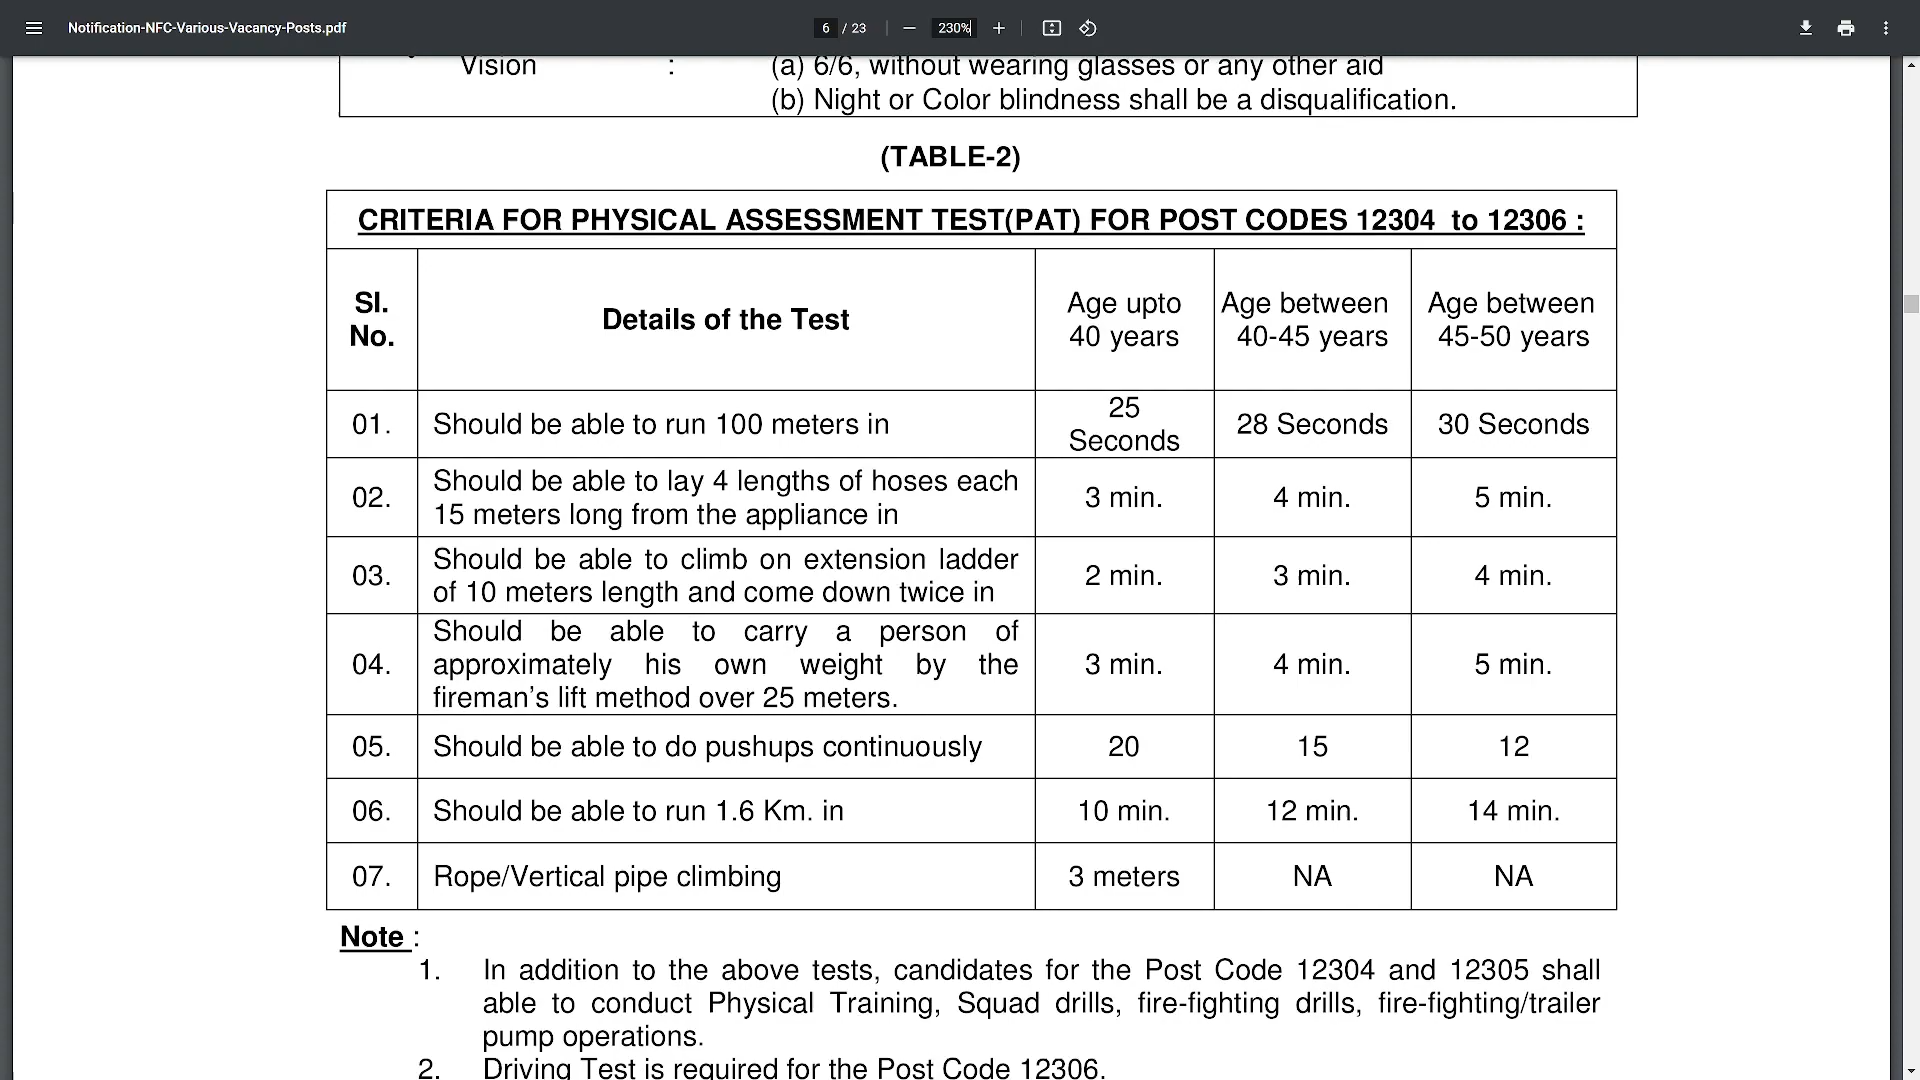 Notification-NFC-Various-Vacancy-Posts.pdf
6 / 23
230%
Vision : (a) 6/6, without wearing glasses or any other aid
(b) Night or Color blindness shall be a disqualification.
(TABLE-2)
CRITERIA FOR PHYSICAL ASSESSMENT TEST(PAT) FOR POST CODES 12304 to 12306 :
Sl. No. Details of the Test Age upto 40 years Age between 40-45 years Age between 45-50 years
01. Should be able to run 100 meters in 25 Seconds 28 Seconds 30 Seconds
02. Should be able to lay 4 lengths of hoses each
15 meters long from the appliance in 3 min. 4 min. 5 min.
03. Should be able to climb on extension ladder
of 10 meters length and come down twice in 2 min. 3 min. 4 min.
04. Should be able to carry a person of
approximately his own weight by the
fireman's lift method over 25 meters. 3 min. 4 min. 5 min.
05. Should be able to do pushups continuously 20 15 12
06. Should be able to run 1.6 Km. in 10 min. 12 min. 14 min.
07. Rope/Vertical pipe climbing 3 meters NA NA
Note :
1. In addition to the above tests, candidates for the Post Code 12304 and 12305 shall
able to conduct Physical Training, Squad drills, fire-fighting drills, fire-fighting/trailer
pump operations.
2. Driving Test is required for the Post Code 12306.